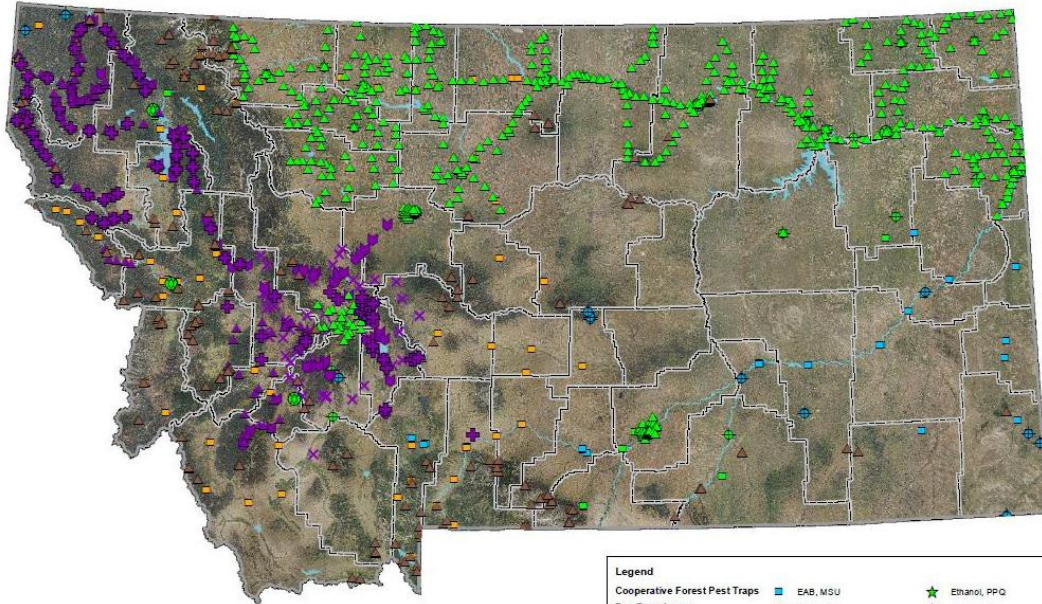 Legend
Cooperative Forest Pest Traps EAB, MSU Ethanol, PPQ